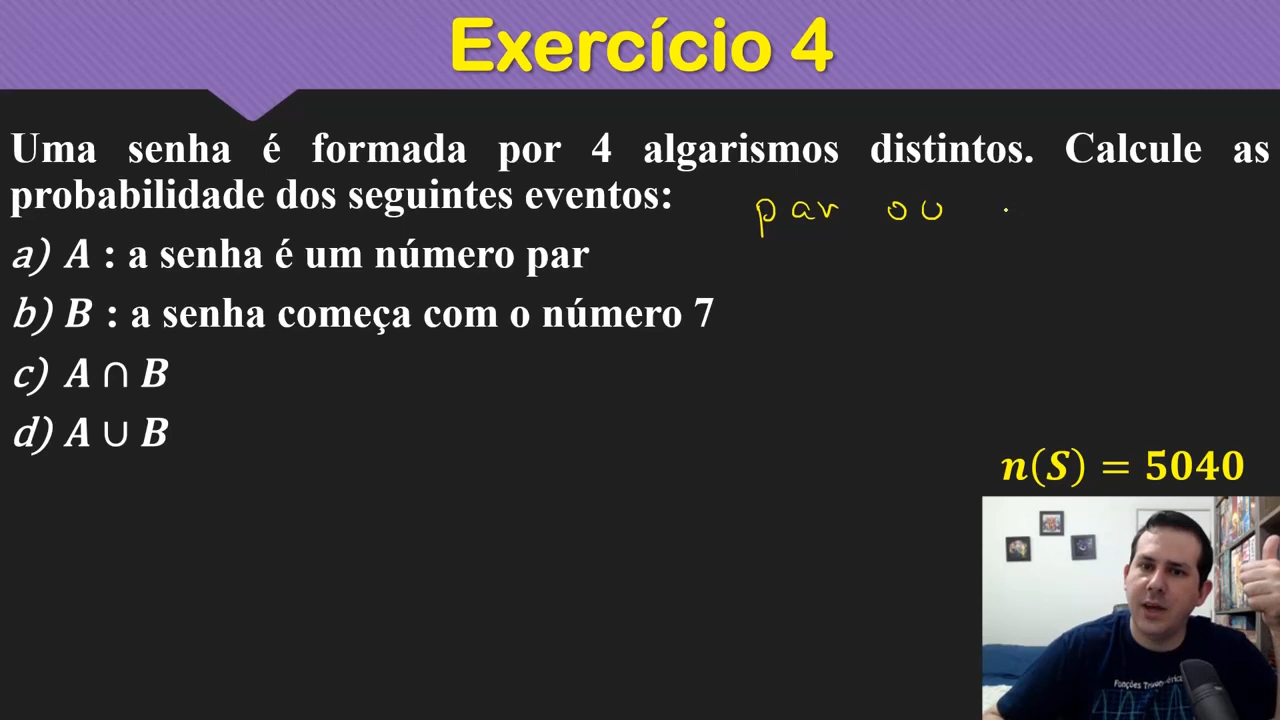 Exercício 4
Uma senha é formada por 4 algarismos distintos. Calcule as
probabilidade dos seguintes eventos:
par ou
a) A : a senha é um número par
b) B : a senha começa com o número 7
c) A ∩ B
d) A ∪ B
n(S) = 5040
Funções